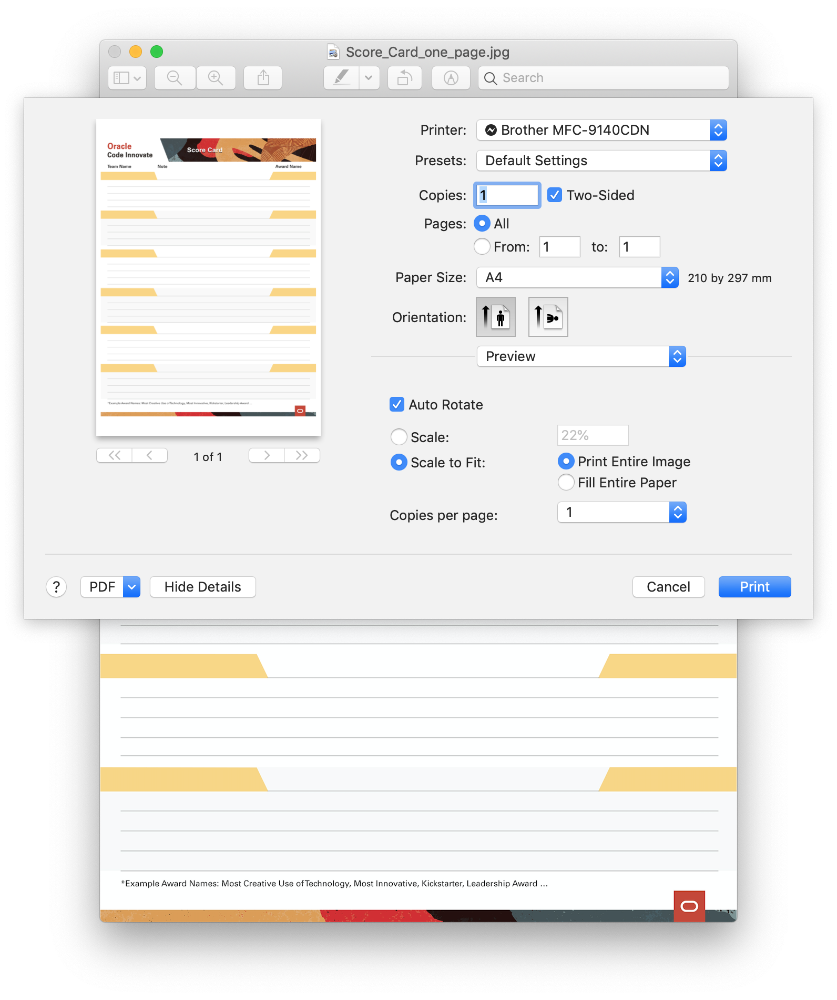 Score_Card_one_page.jpg
Search
Oracle
Code Innovate
Score Card
Team Name Note Award Name
*Example Award Names: Most Creative Use of Technology, Most Innovative, Kickstarter, Leadership Award ...
1 of 1
Printer: Brother MFC-9140CDN
Presets: Default Settings
Copies: 1 Two-Sided
Pages: All
From: 1 to: 1
Paper Size: A4 210 by 297 mm
Orientation:
Preview
Auto Rotate
Scale: 22%
Scale to Fit: Print Entire Image
Fill Entire Paper
Copies per page: 1
? PDF Hide Details Cancel Print
*Example Award Names: Most Creative Use of Technology, Most Innovative, Kickstarter, Leadership Award ...